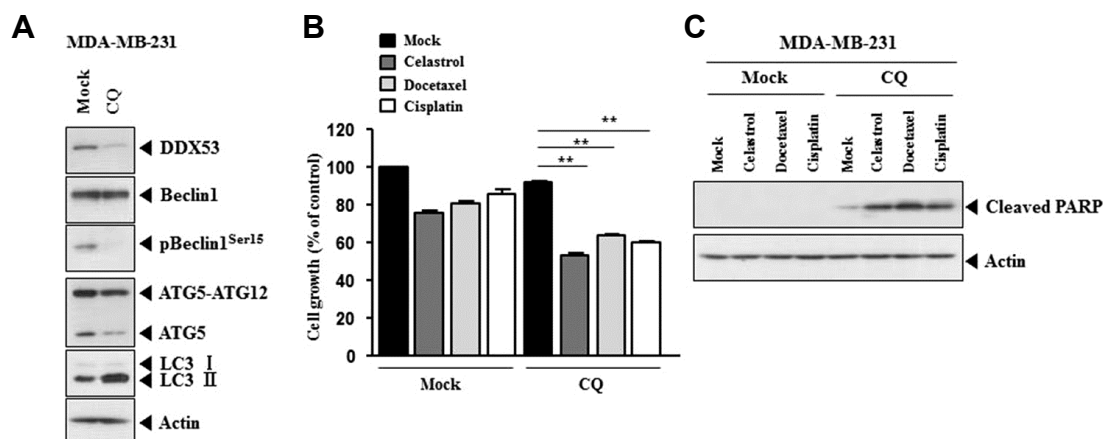 A
MDA-MB-231
Mock
CQ
DDX53
Beclin1
pBeclin1Ser15
ATG5-ATG12
ATG5
LC3 Ⅰ
LC3 Ⅱ
Actin
B
Mock
Celastrol
Docetaxel
Cisplatin
Cell growth (% of control)
120
100
80
60
40
20
0
**
**
**
Mock
CQ
C
MDA-MB-231
Mock
CQ
Mock
Celastrol
Docetaxel
Cisplatin
Mock
Celastrol
Docetaxel
Cisplatin
Cleaved PARP
Actin